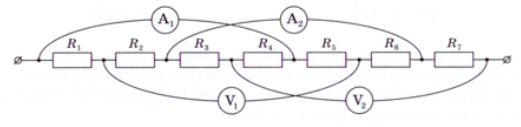 A₁ A₂
R₁ R₂ R₃ R₄ R₅ R₆ R₇
V₁ V₂